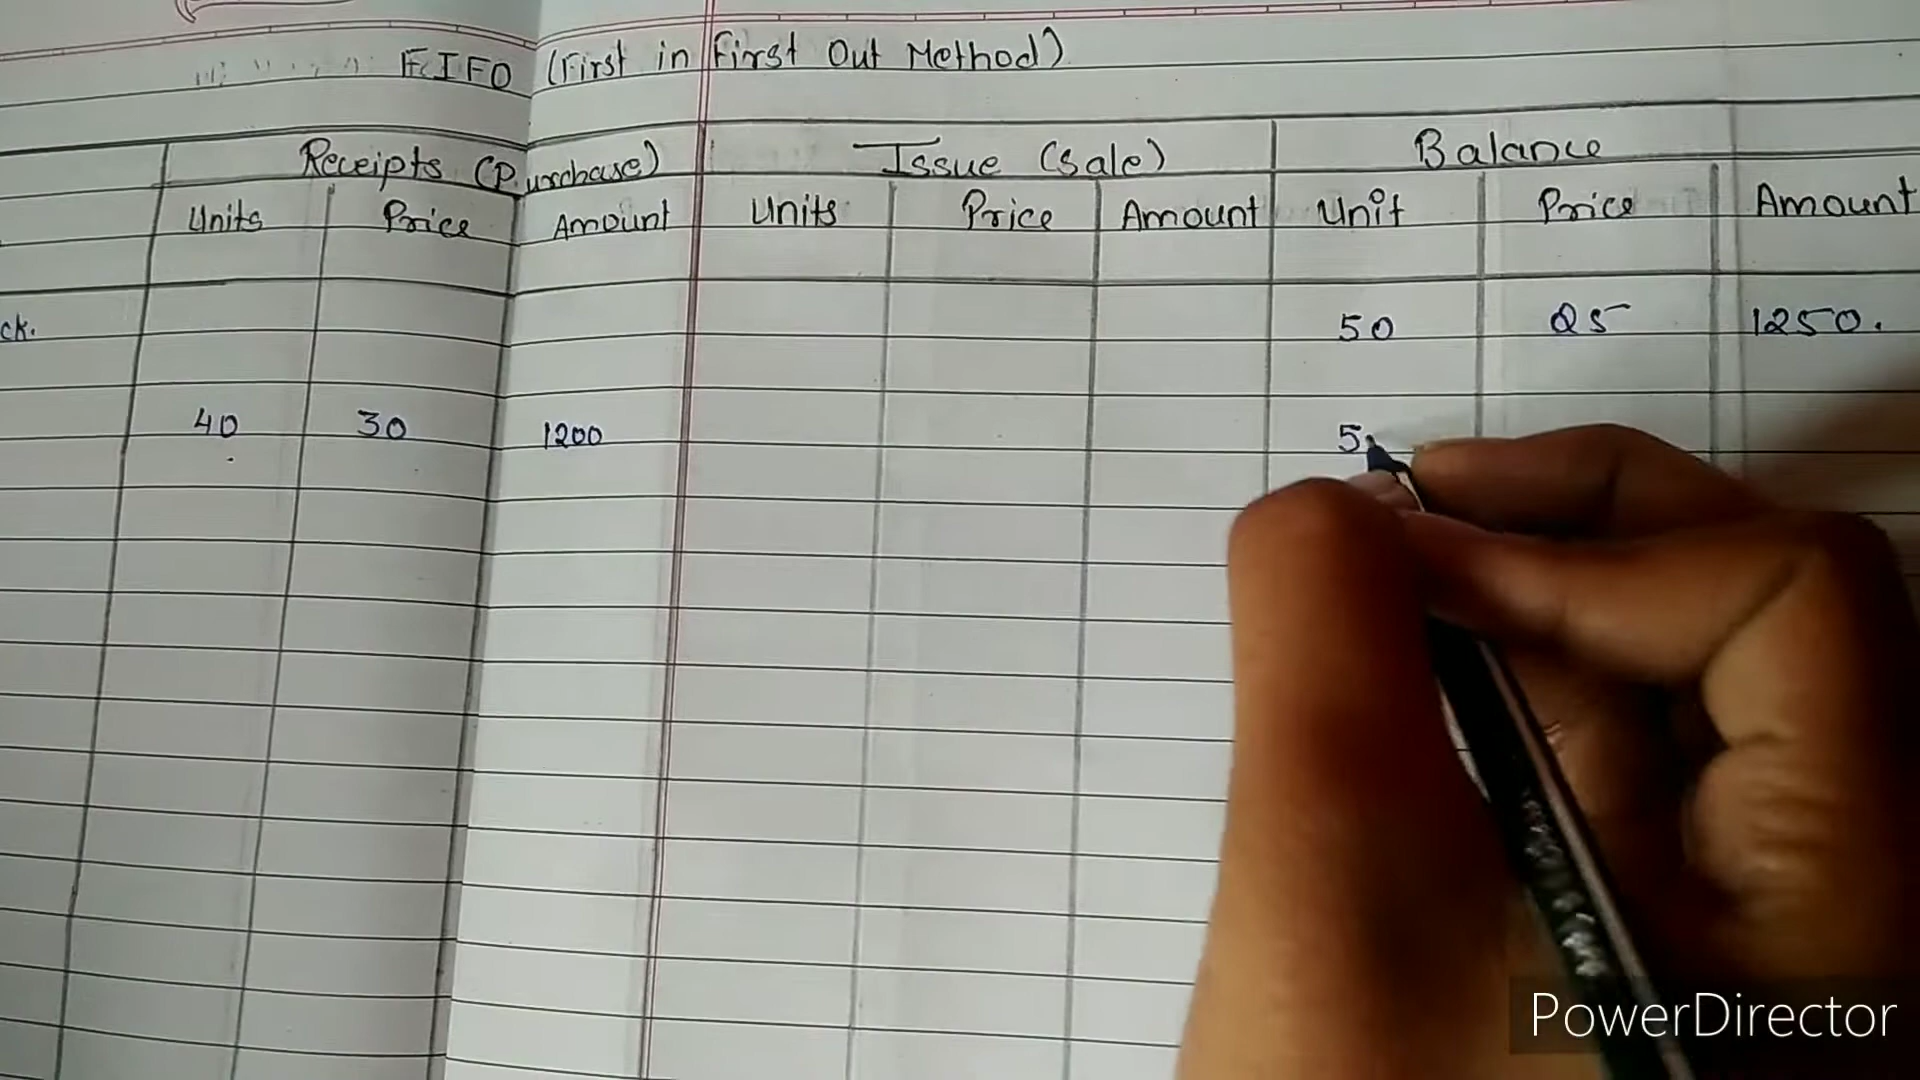 FIFO (First in First Out Method)
Receipts (Purchase) Issue (Sale) Balance
Units Price Amount Units Price Amount Unit Price Amount
ck. 50 25 1250.
40 30 1200 5
PowerDirector